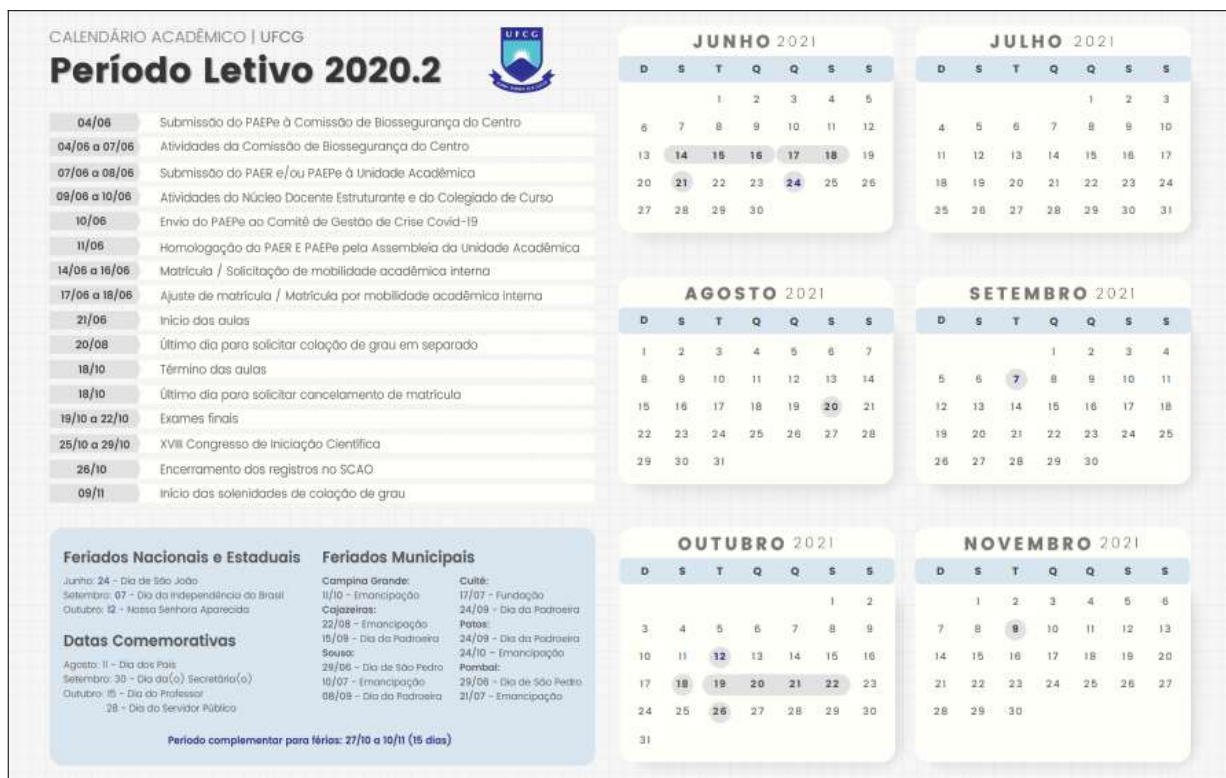 CALENDÁRIO ACADÊMICO | UFCG
Período Letivo 2020.2
UFCG
04/06 Submissão do PAEPe à Comissão de Biossegurança do Centro
04/06 a 07/06 Atividades da Comissão de Biossegurança do Centro
07/06 a 08/06 Submissão do PAER e/ou PAEPe à Unidade Acadêmica
09/06 a 10/06 Atividades do Núcleo Docente Estruturante e do Colegiado de Curso
10/06 Envio do PAEPe ao Comitê de Gestão de Crise Covid-19
11/06 Homologação do PAER E PAEPe pela Assembleia da Unidade Acadêmica
14/06 a 16/06 Matrícula / Solicitação de mobilidade acadêmica interna
17/06 a 18/06 Ajuste de matrícula / Matrícula por mobilidade acadêmica interna
21/06 Início das aulas
20/08 Último dia para solicitar colação de grau em separado
18/10 Término das aulas
18/10 Último dia para solicitar cancelamento de matrícula
19/10 a 22/10 Exames finais
25/10 a 29/10 XVIII Congresso de Iniciação Científica
26/10 Encerramento dos registros no SCAO
09/11 Início das solenidades de colação de grau
Feriados Nacionais e Estaduais
Junho: 24 - Dia de São João
Setembro: 07 - Dia da Independência do Brasil
Outubro: 12 - Nossa Senhora Aparecida
Datas Comemorativas
Agosto: 11 - Dia dos Pais
Setembro: 30 - Dia da(o) Secretária(o)
Outubro: 15 - Dia do Professor
28 - Dia do Servidor Público
Feriados Municipais
Campina Grande:
11/10 - Emancipação
Cajazeiras:
22/08 - Emancipação
15/09 - Dia da Padroeira
Sousa:
29/06 - Dia de São Pedro
10/07 - Emancipação
08/09 - Dia da Padroeira
Cuité:
17/07 - Fundação
24/09 - Dia da Padroeira
Patos:
24/09 - Dia da Padroeira
24/10 - Emancipação
Pombal:
29/06 - Dia de São Pedro
21/07 - Emancipação
Período complementar para férias: 27/10 a 10/11 (15 dias)
JUNHO 2021
D S T Q Q S S
1 2 3 4 5
6 7 8 9 10 11 12
13 14 15 16 17 18 19
20 21 22 23 24 25 26
27 28 29 30
JULHO 2021
D S T Q Q S S
1 2 3
4 5 6 7 8 9 10
11 12 13 14 15 16 17
18 19 20 21 22 23 24
25 26 27 28 29 30 31
AGOSTO 2021
D S T Q Q S S
1 2 3 4 5 6 7
8 9 10 11 12 13 14
15 16 17 18 19 20 21
22 23 24 25 26 27 28
29 30 31
SETEMBRO 2021
D S T Q Q S S
1 2 3 4
5 6 7 8 9 10 11
12 13 14 15 16 17 18
19 20 21 22 23 24 25
26 27 28 29 30
OUTUBRO 2021
D S T Q Q S S
1 2
3 4 5 6 7 8 9
10 11 12 13 14 15 16
17 18 19 20 21 22 23
24 25 26 27 28 29 30
31
NOVEMBRO 2021
D S T Q Q S S
1 2 3 4 5 6
7 8 9 10 11 12 13
14 15 16 17 18 19 20
21 22 23 24 25 26 27
28 29 30